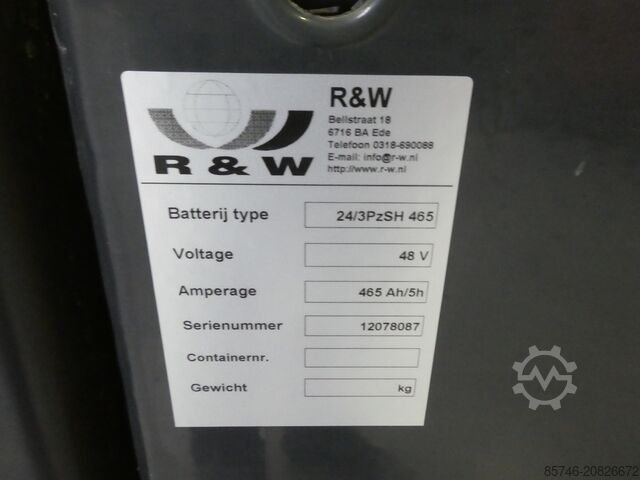 R&W
Bellstraat 18
6716 BA Ede
Telefoon 0318-690088
E-mail: info@r-w.nl
http://www.r-w.nl
R & W
Batterij type 24/3PzSH 465
Voltage 48 V
Amperage 465 Ah/5h
Serienummer 12078087
Containernr.
Gewicht kg
85746-20826672